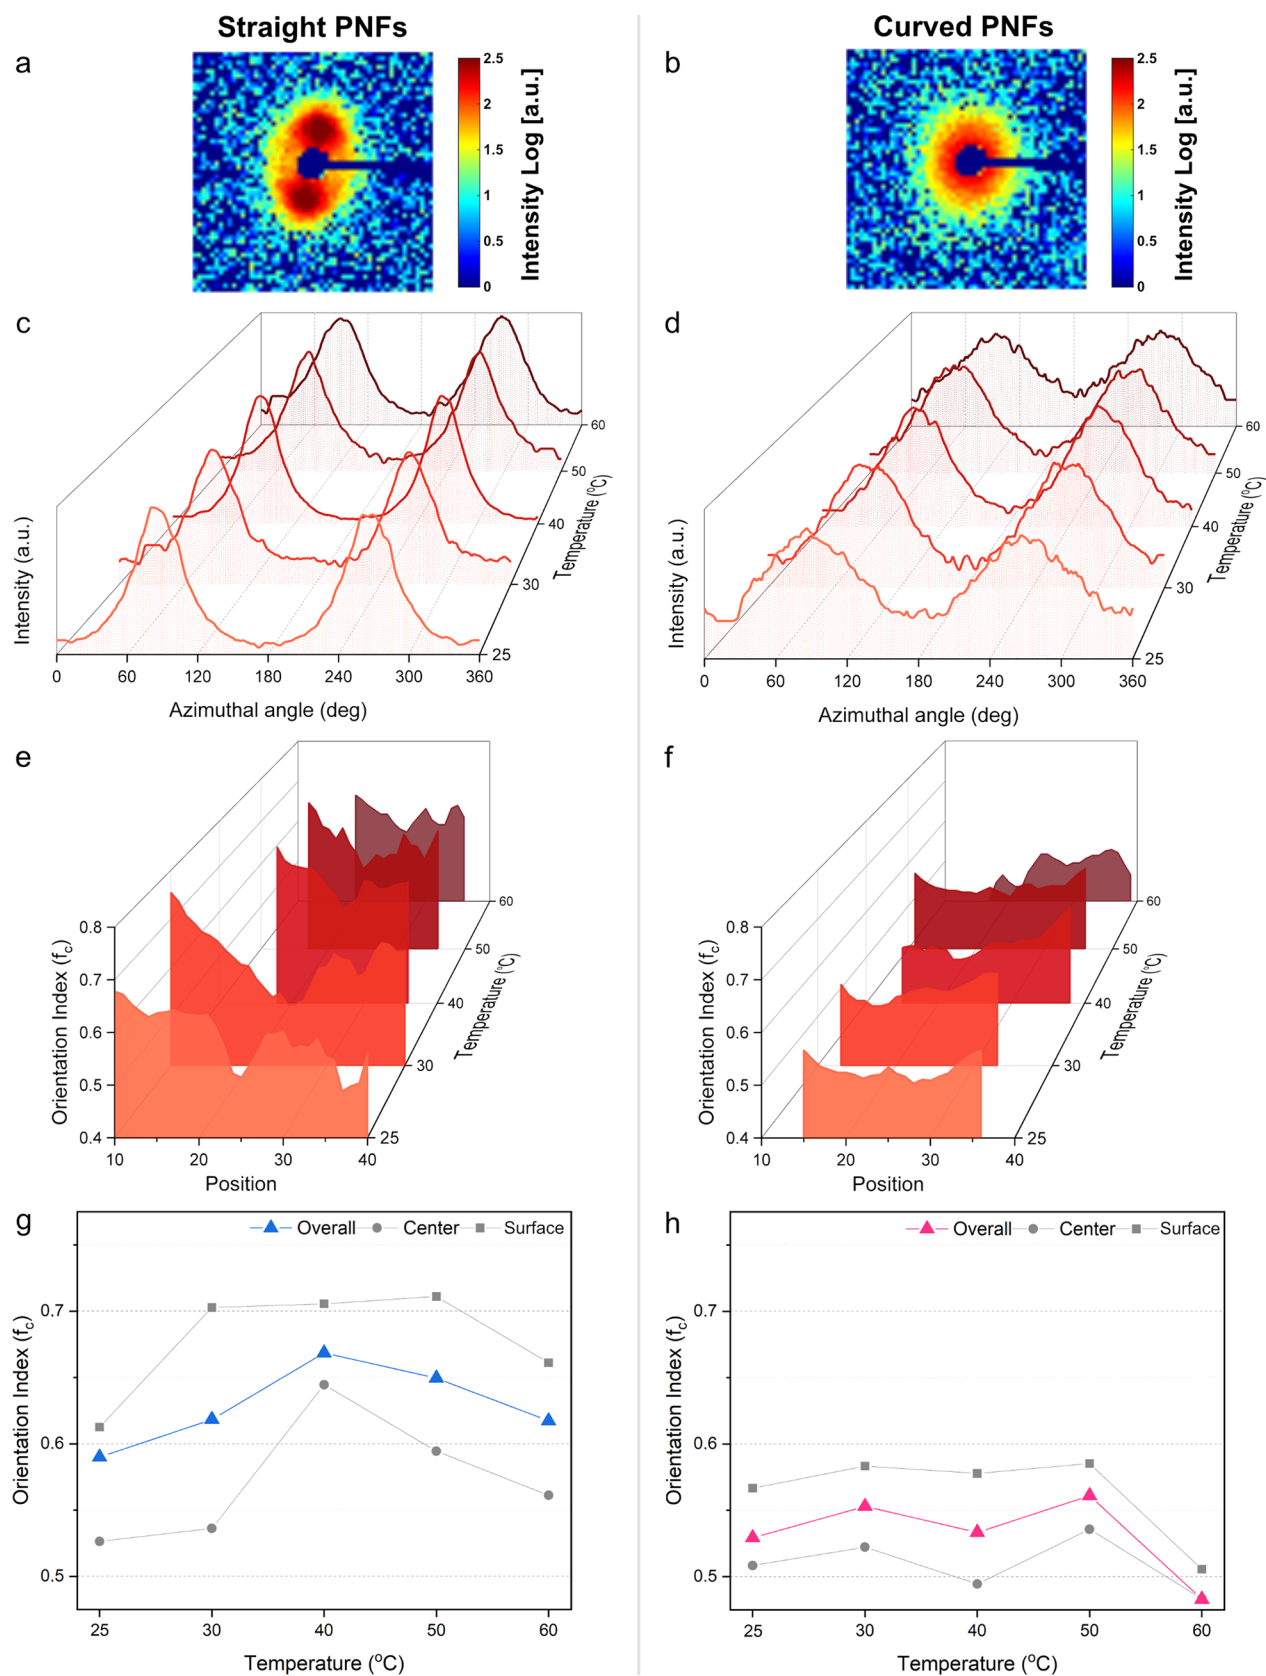 Straight PNFs
Curved PNFs
a
2.5
2
1.5
1
0.5
0
Intensity Log [a.u.]
b
2.5
2
1.5
1
0.5
0
Intensity Log [a.u.]
c
Intensity (a.u.)
0 60 120 180 240 300 360
Azimuthal angle (deg)
25
30
40
50
60
Temperature (°C)
d
Intensity (a.u.)
0 60 120 180 240 300 360
Azimuthal angle (deg)
25
30
40
50
60
Temperature (°C)
e
Orientation Index (fc)
0.8
0.7
0.6
0.5
0.4
10 20 30 40
Position
25
30
40
50
60
Temperature (°C)
f
Orientation Index (fc)
0.8
0.7
0.6
0.5
0.4
10 20 30 40
Position
25
30
40
50
60
Temperature (°C)
g
Overall Center Surface
Orientation Index (fc)
0.7
0.6
0.5
25 30 40 50 60
Temperature (°C)
h
Overall Center Surface
Orientation Index (fc)
0.7
0.6
0.5
25 30 40 50 60
Temperature (°C)